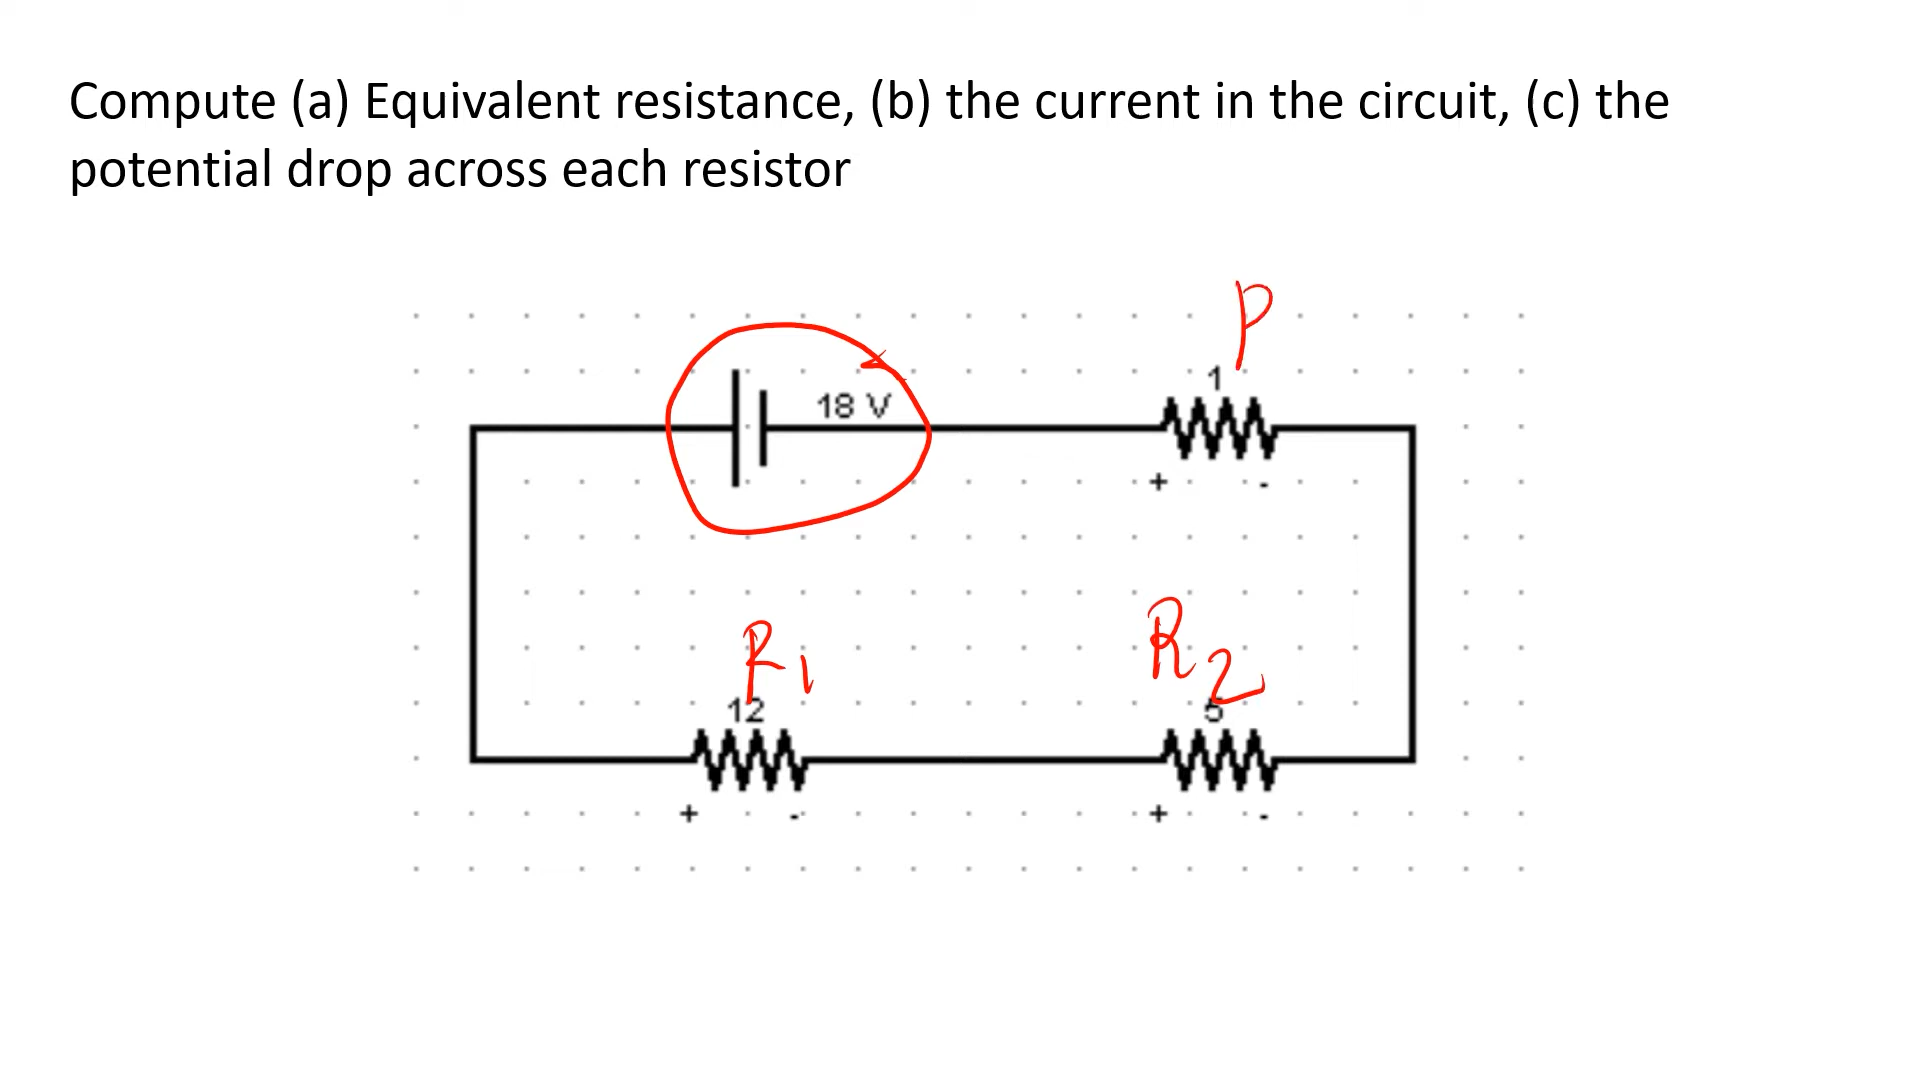 Compute (a) Equivalent resistance, (b) the current in the circuit, (c) the
potential drop across each resistor
P
1
18 V
+ -
R1
R2
12
5
+ -
+ -